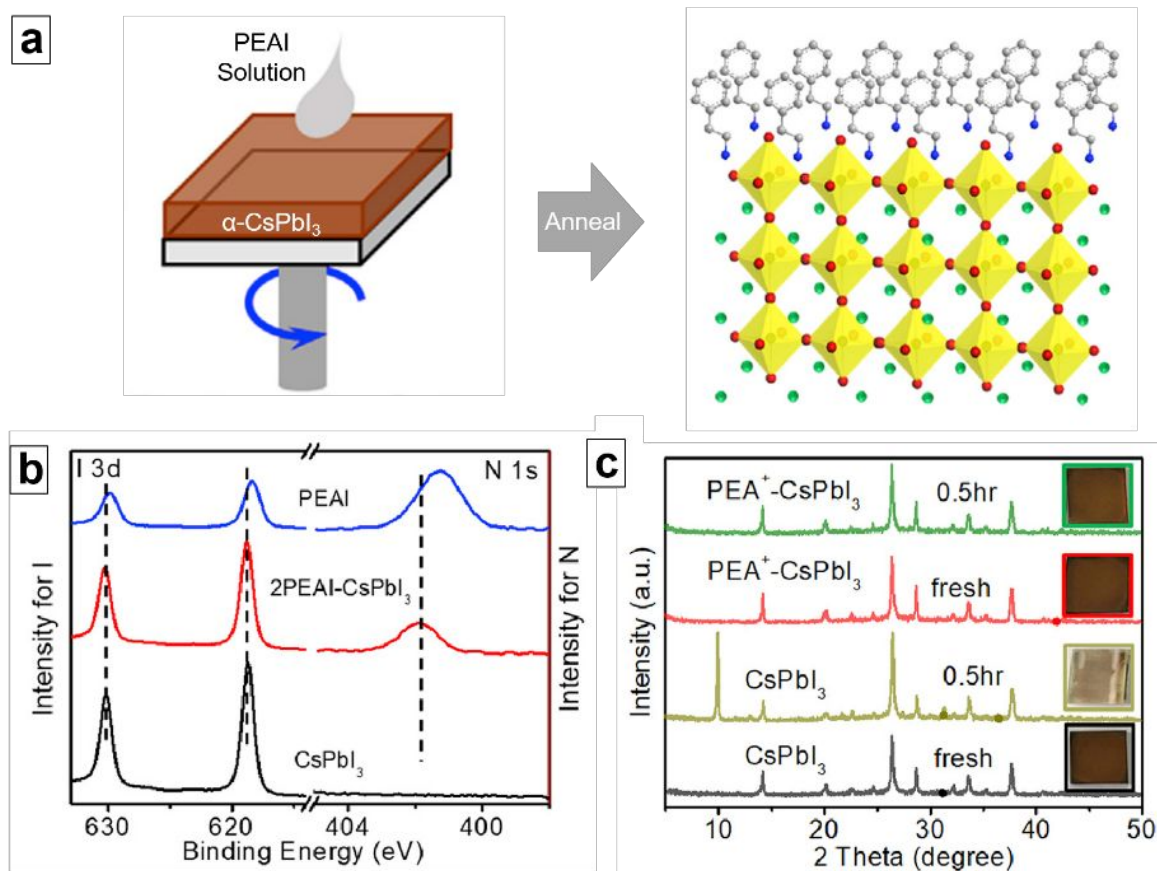 a
PEAI
Solution
α-CsPbI₃
Anneal
b
I 3d
N 1s
PEAI
2PEAI-CsPbI₃
CsPbI₃
Intensity for I
Intensity for N
630
620
404
400
Binding Energy (eV)
c
PEA⁺-CsPbI₃
0.5hr
PEA⁺-CsPbI₃
fresh
CsPbI₃
0.5hr
CsPbI₃
fresh
Intensity (a.u.)
10
20
30
40
50
2 Theta (degree)